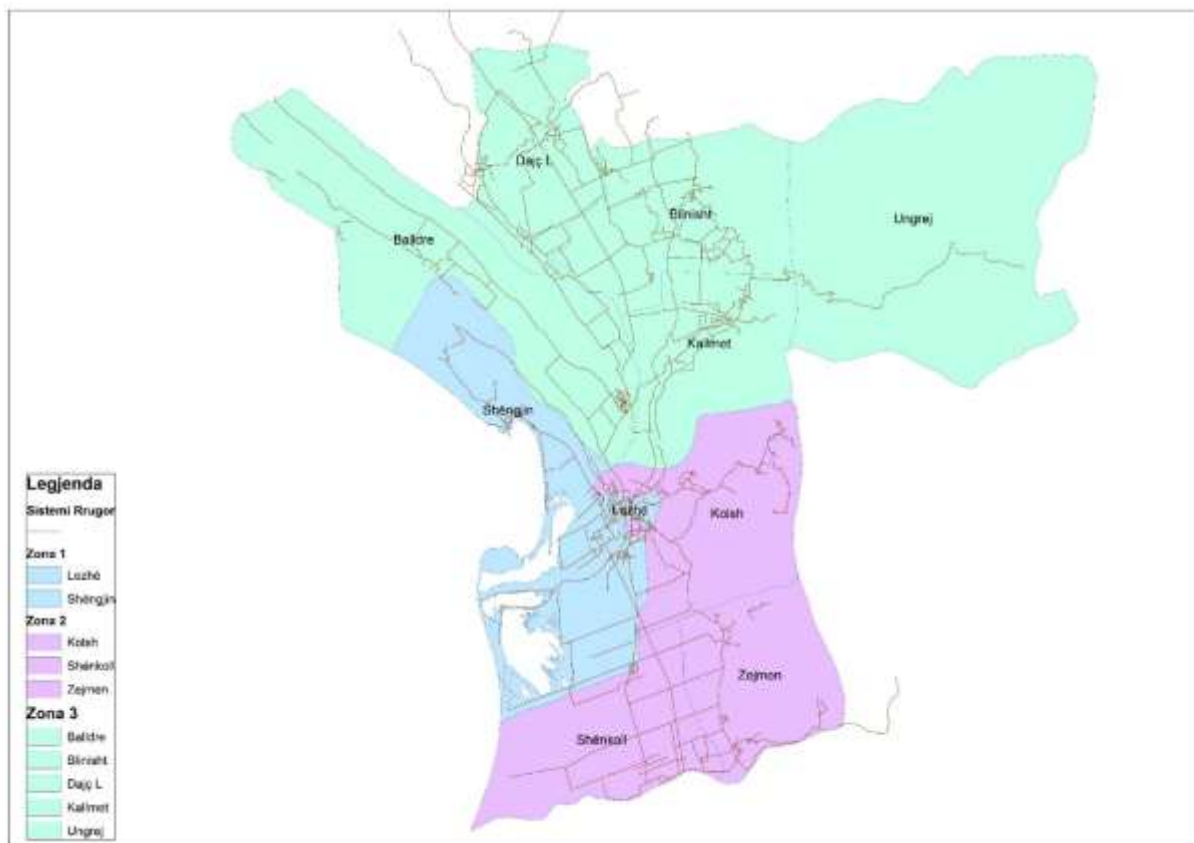 Dajç L
Blinisht
Ungrej
Balldre
Kallmet
Shëngjin
Lezhë
Kolsh
Zejmen
Shënkoll
Legjenda
Sistemi Rrugor
Zona 1
Lezhë
Shëngjin
Zona 2
Kolsh
Shënkoll
Zejmen
Zona 3
Balldre
Blinisht
Dajç L
Kallmet
Ungrej